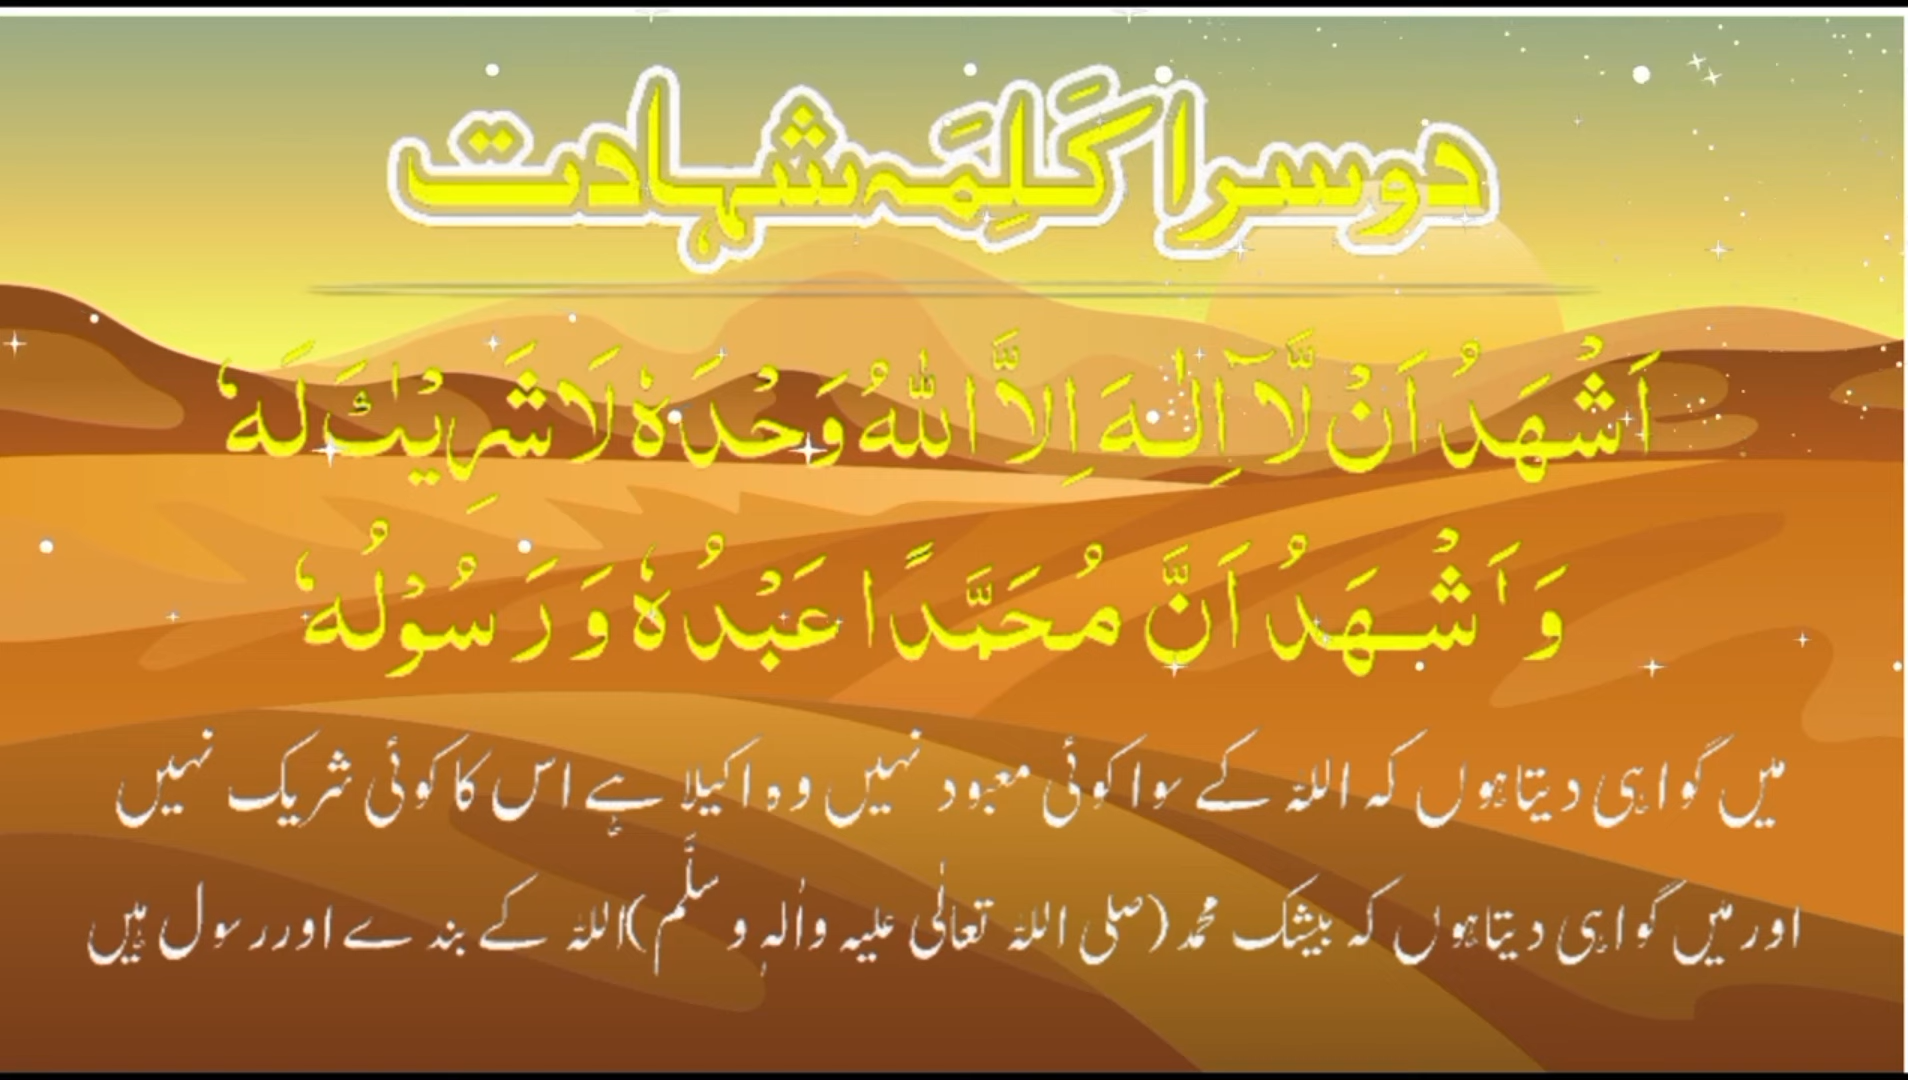 دوسرا کَلِمَہ شہادت
اَشْهَدُ اَنْ لَّآ اِلٰهَ اِلَّا اللّٰهُ وَحْدَهٗ لَا شَرِيْكَ لَهٗ
وَ اَشْهَدُ اَنَّ مُحَمَّدًا عَبْدُهٗ وَ رَسُوْلُهٗ
میں گواہی دیتا ہوں کہ اللہ کے سوا کوئی معبود نہیں وہ اکیلا ہے اس کا کوئی شریک نہیں
اور میں گواہی دیتا ہوں کہ بیشک محمد (صلی اللہ تعالٰی علیہ واٰلہٖ وسلَّم) اللہ کے بندے اور رسول ہیں